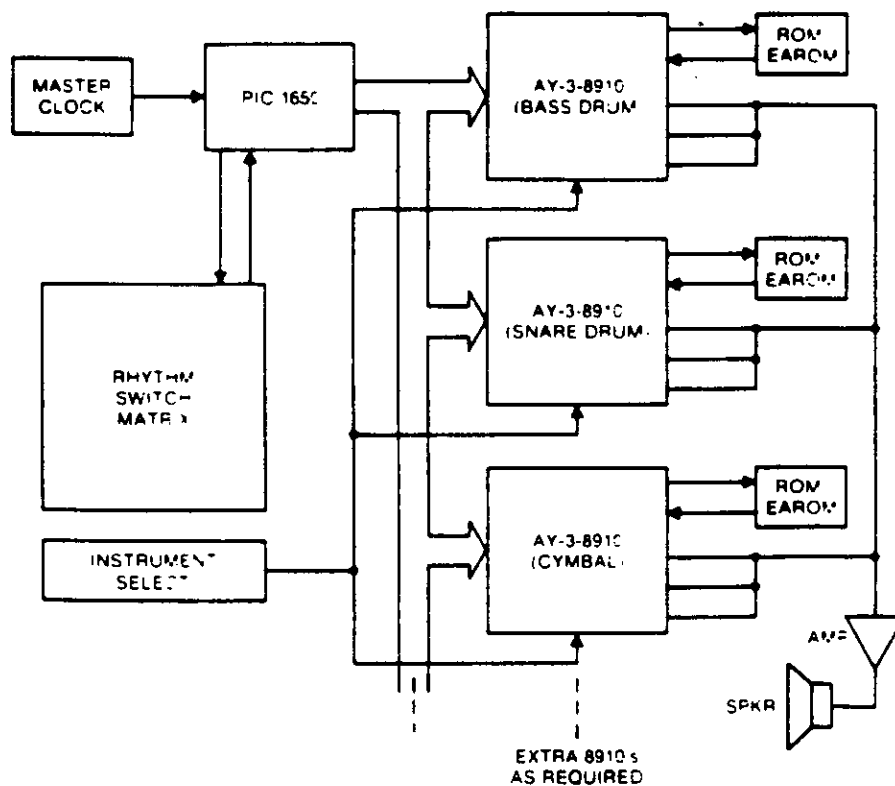 MASTER
CLOCK
PIC 1650
AY-3-8910
(BASS DRUM
ROM
EAROM
RHYTHM
SWITCH
MATRIX
AY-3-8910
(SNARE DRUM)
ROM
EAROM
INSTRUMENT
SELECT
AY-3-8910
(CYMBAL)
ROM
EAROM
AMP
SPKR
EXTRA 8910's
AS REQUIRED